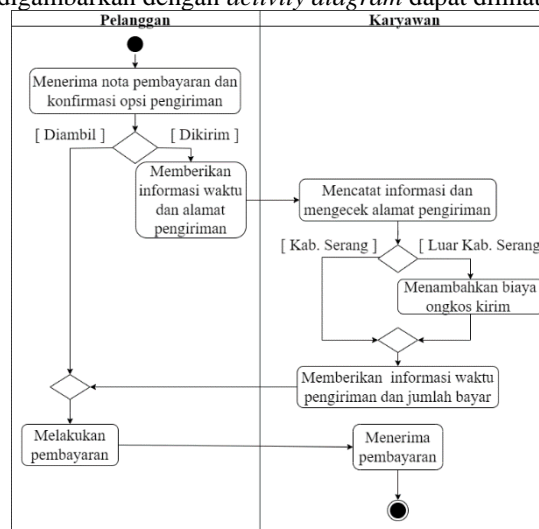 digambarkan dengan activity diagram dapat dilihat
Pelanggan
Karyawan
Menerima nota pembayaran dan
konfirmasi opsi pengiriman
[ Diambil ]
[ Dikirim ]
Memberikan
informasi waktu
dan alamat
pengiriman
Mencatat informasi dan
mengecek alamat pengiriman
[ Kab. Serang ]
[ Luar Kab. Serang
Menambahkan biaya
ongkos kirim
Memberikan informasi waktu
pengiriman dan jumlah bayar
Melakukan
pembayaran
Menerima
pembayaran